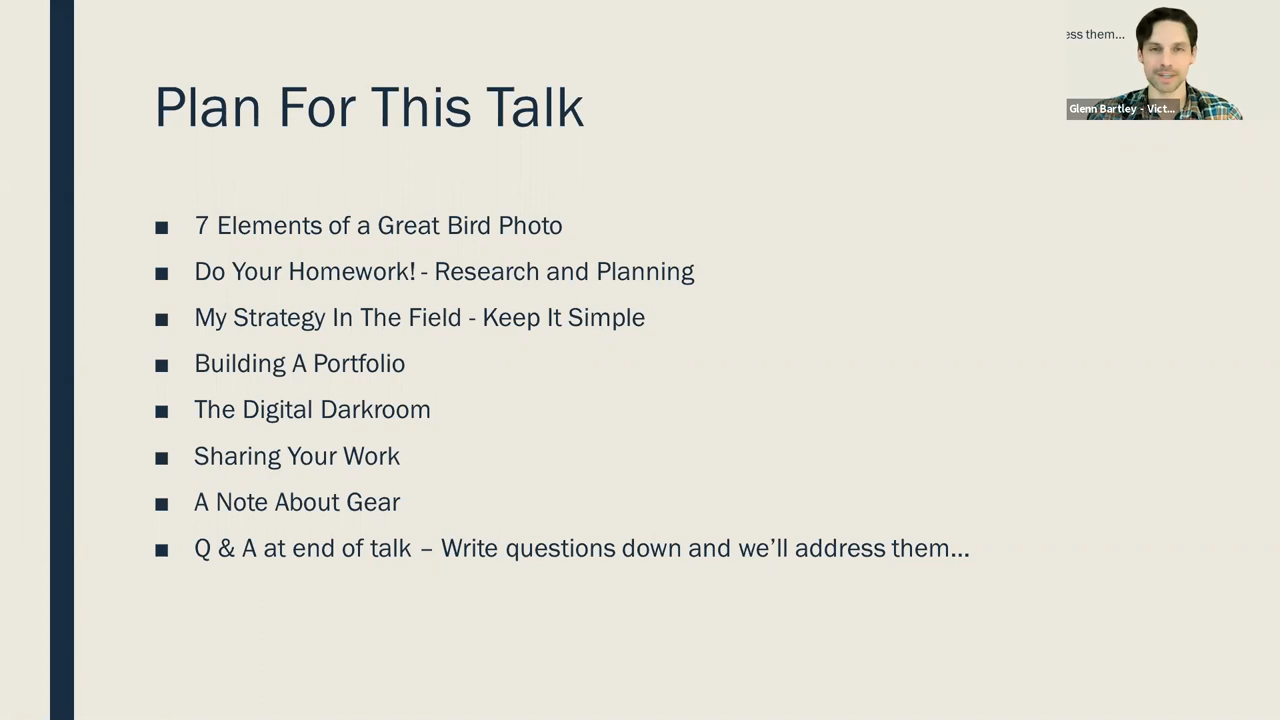 Plan For This Talk
ess them...
Glenn Bartley - Vict...
■ 7 Elements of a Great Bird Photo
■ Do Your Homework! - Research and Planning
■ My Strategy In The Field - Keep It Simple
■ Building A Portfolio
■ The Digital Darkroom
■ Sharing Your Work
■ A Note About Gear
■ Q & A at end of talk – Write questions down and we’ll address them...